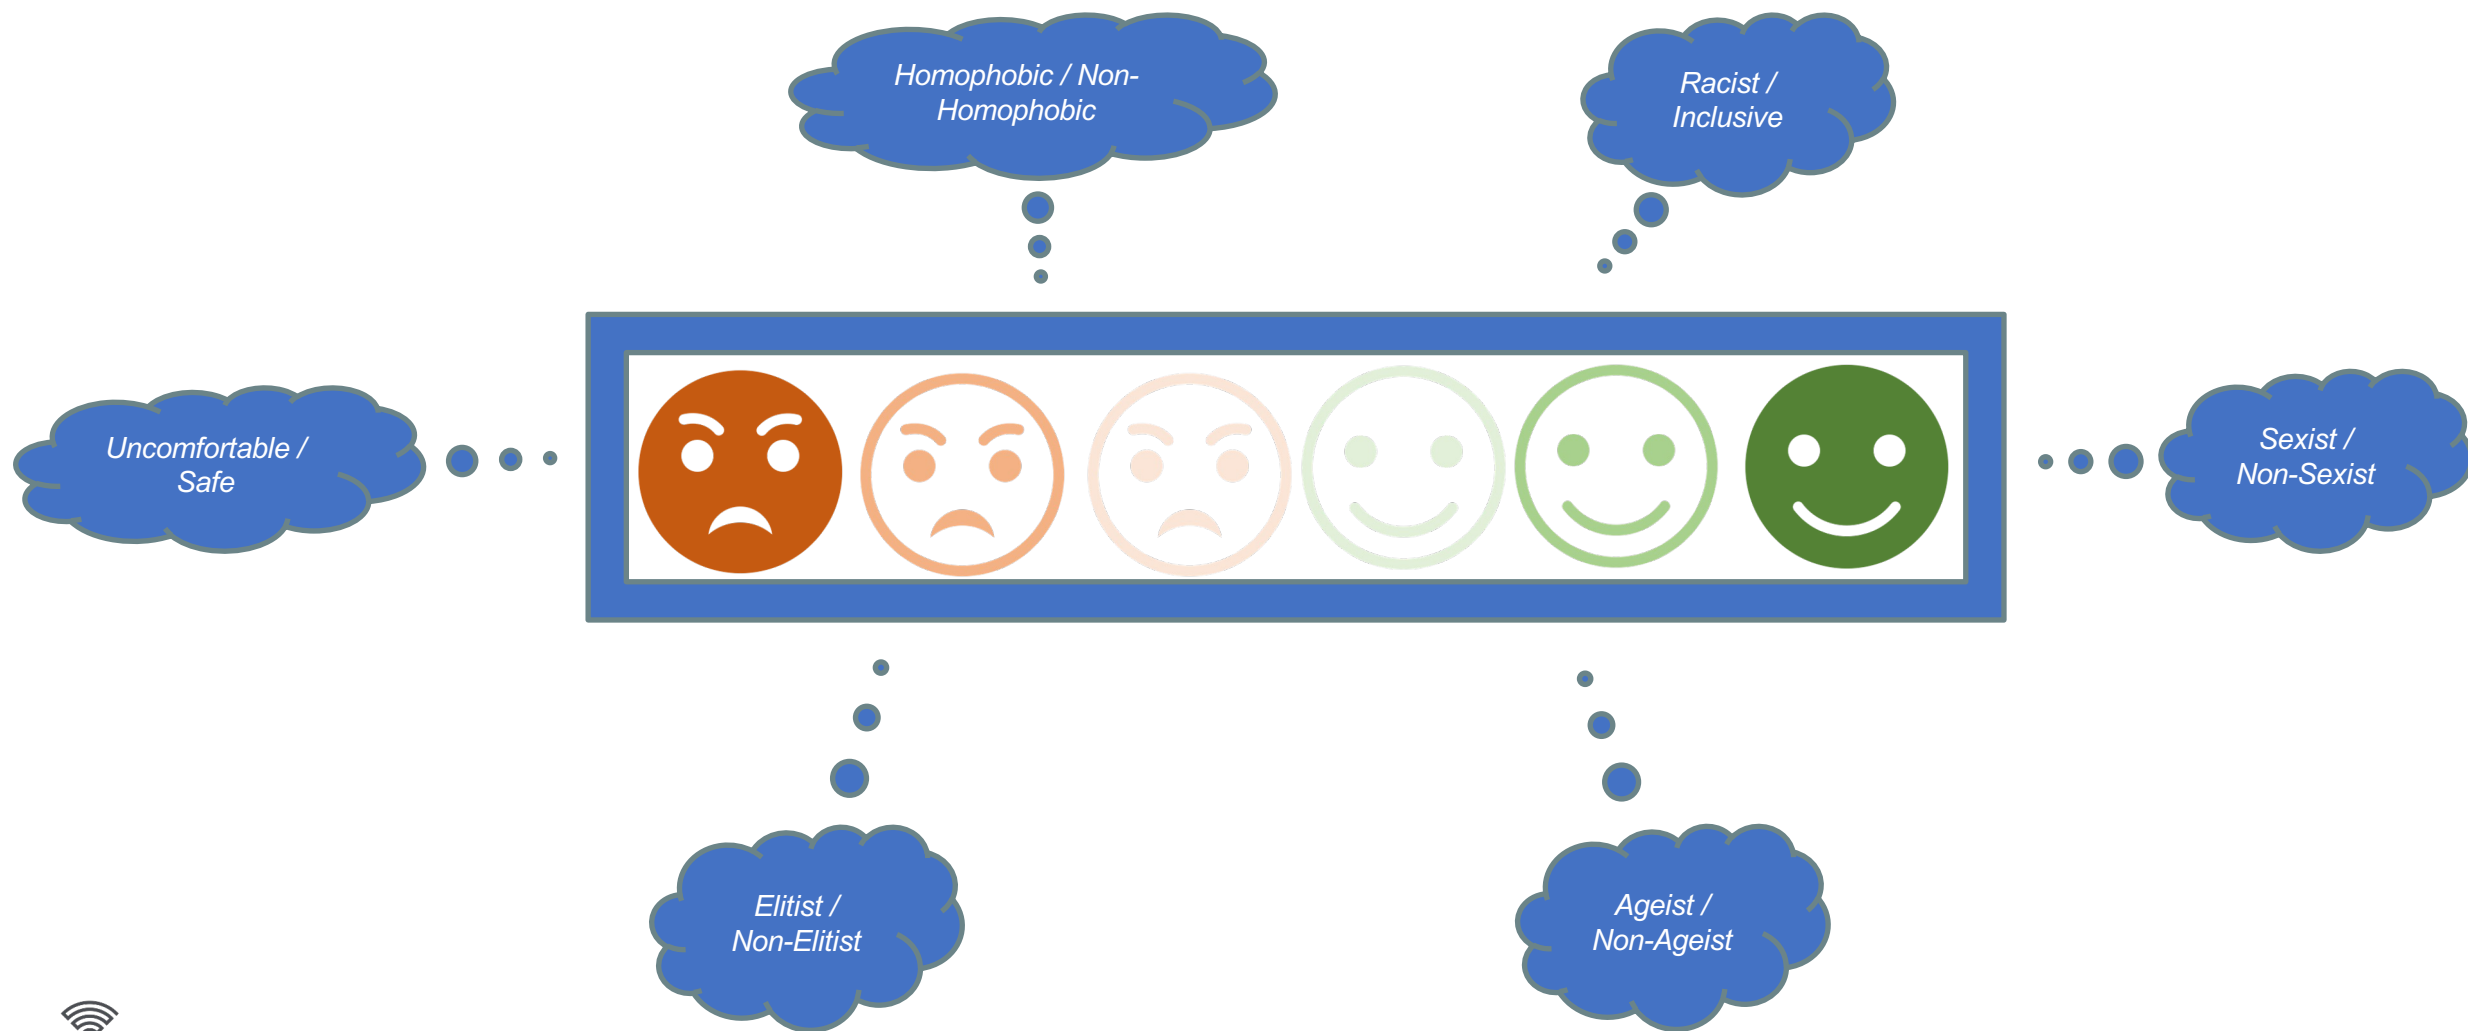 Homophobic / Non-
Homophobic
Racist /
Inclusive
Uncomfortable /
Safe
Sexist /
Non-Sexist
Elitist /
Non-Elitist
Ageist /
Non-Ageist